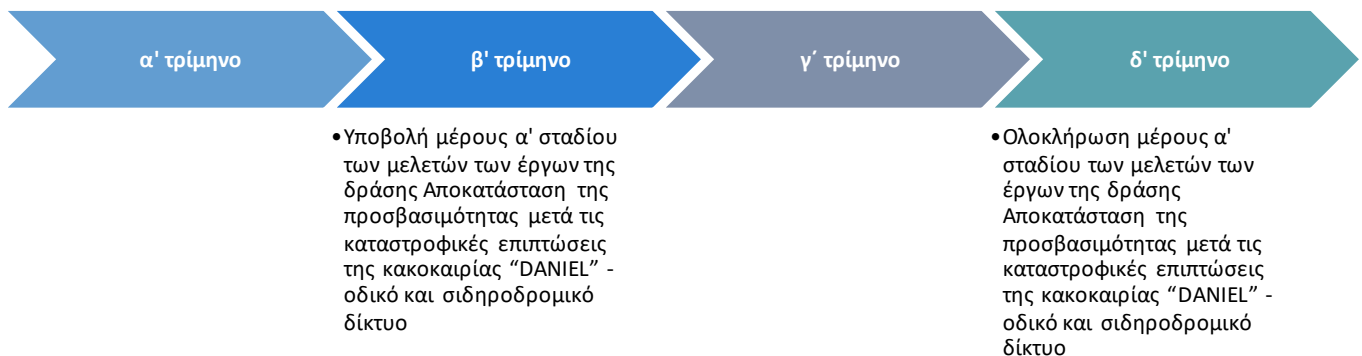 α' τρίμηνο
β' τρίμηνο
γ΄ τρίμηνο
δ' τρίμηνο
•Υποβολή μέρους α' σταδίου
των μελετών των έργων της
δράσης Αποκατάσταση της
προσβασιμότητας μετά τις
καταστροφικές επιπτώσεις
της κακοκαιρίας “DANIEL” -
οδικό και σιδηροδρομικό
δίκτυο
•Ολοκλήρωση μέρους α'
σταδίου των μελετών των
έργων της δράσης
Αποκατάσταση της
προσβασιμότητας μετά τις
καταστροφικές επιπτώσεις
της κακοκαιρίας “DANIEL” -
οδικό και σιδηροδρομικό
δίκτυο